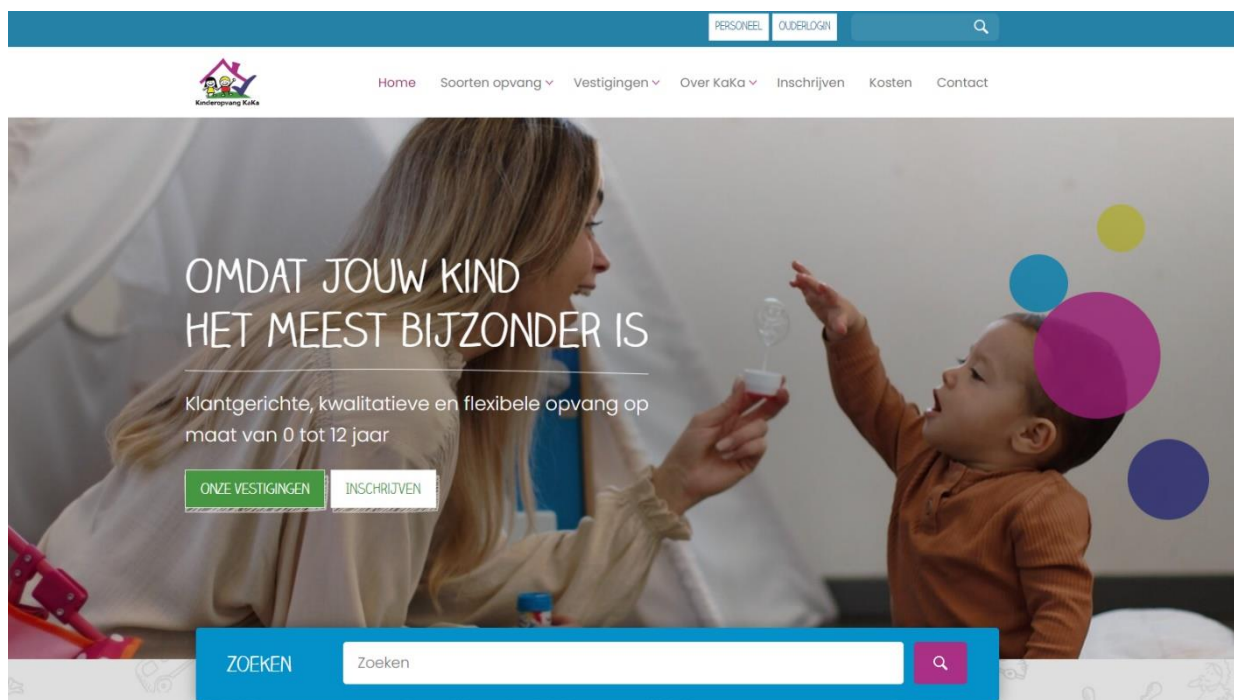 PERSONEEL OUDERLOGIN
Kinderopvang KaKa
Home Soorten opvang Vestigingen Over KaKa Inschrijven Kosten Contact
OMDAT JOUW KIND
HET MEEST BIJZONDER IS
Klantgerichte, kwalitatieve en flexibele opvang op
maat van 0 tot 12 jaar
ONZE VESTIGINGEN INSCHRIJVEN
ZOEKEN Zoeken